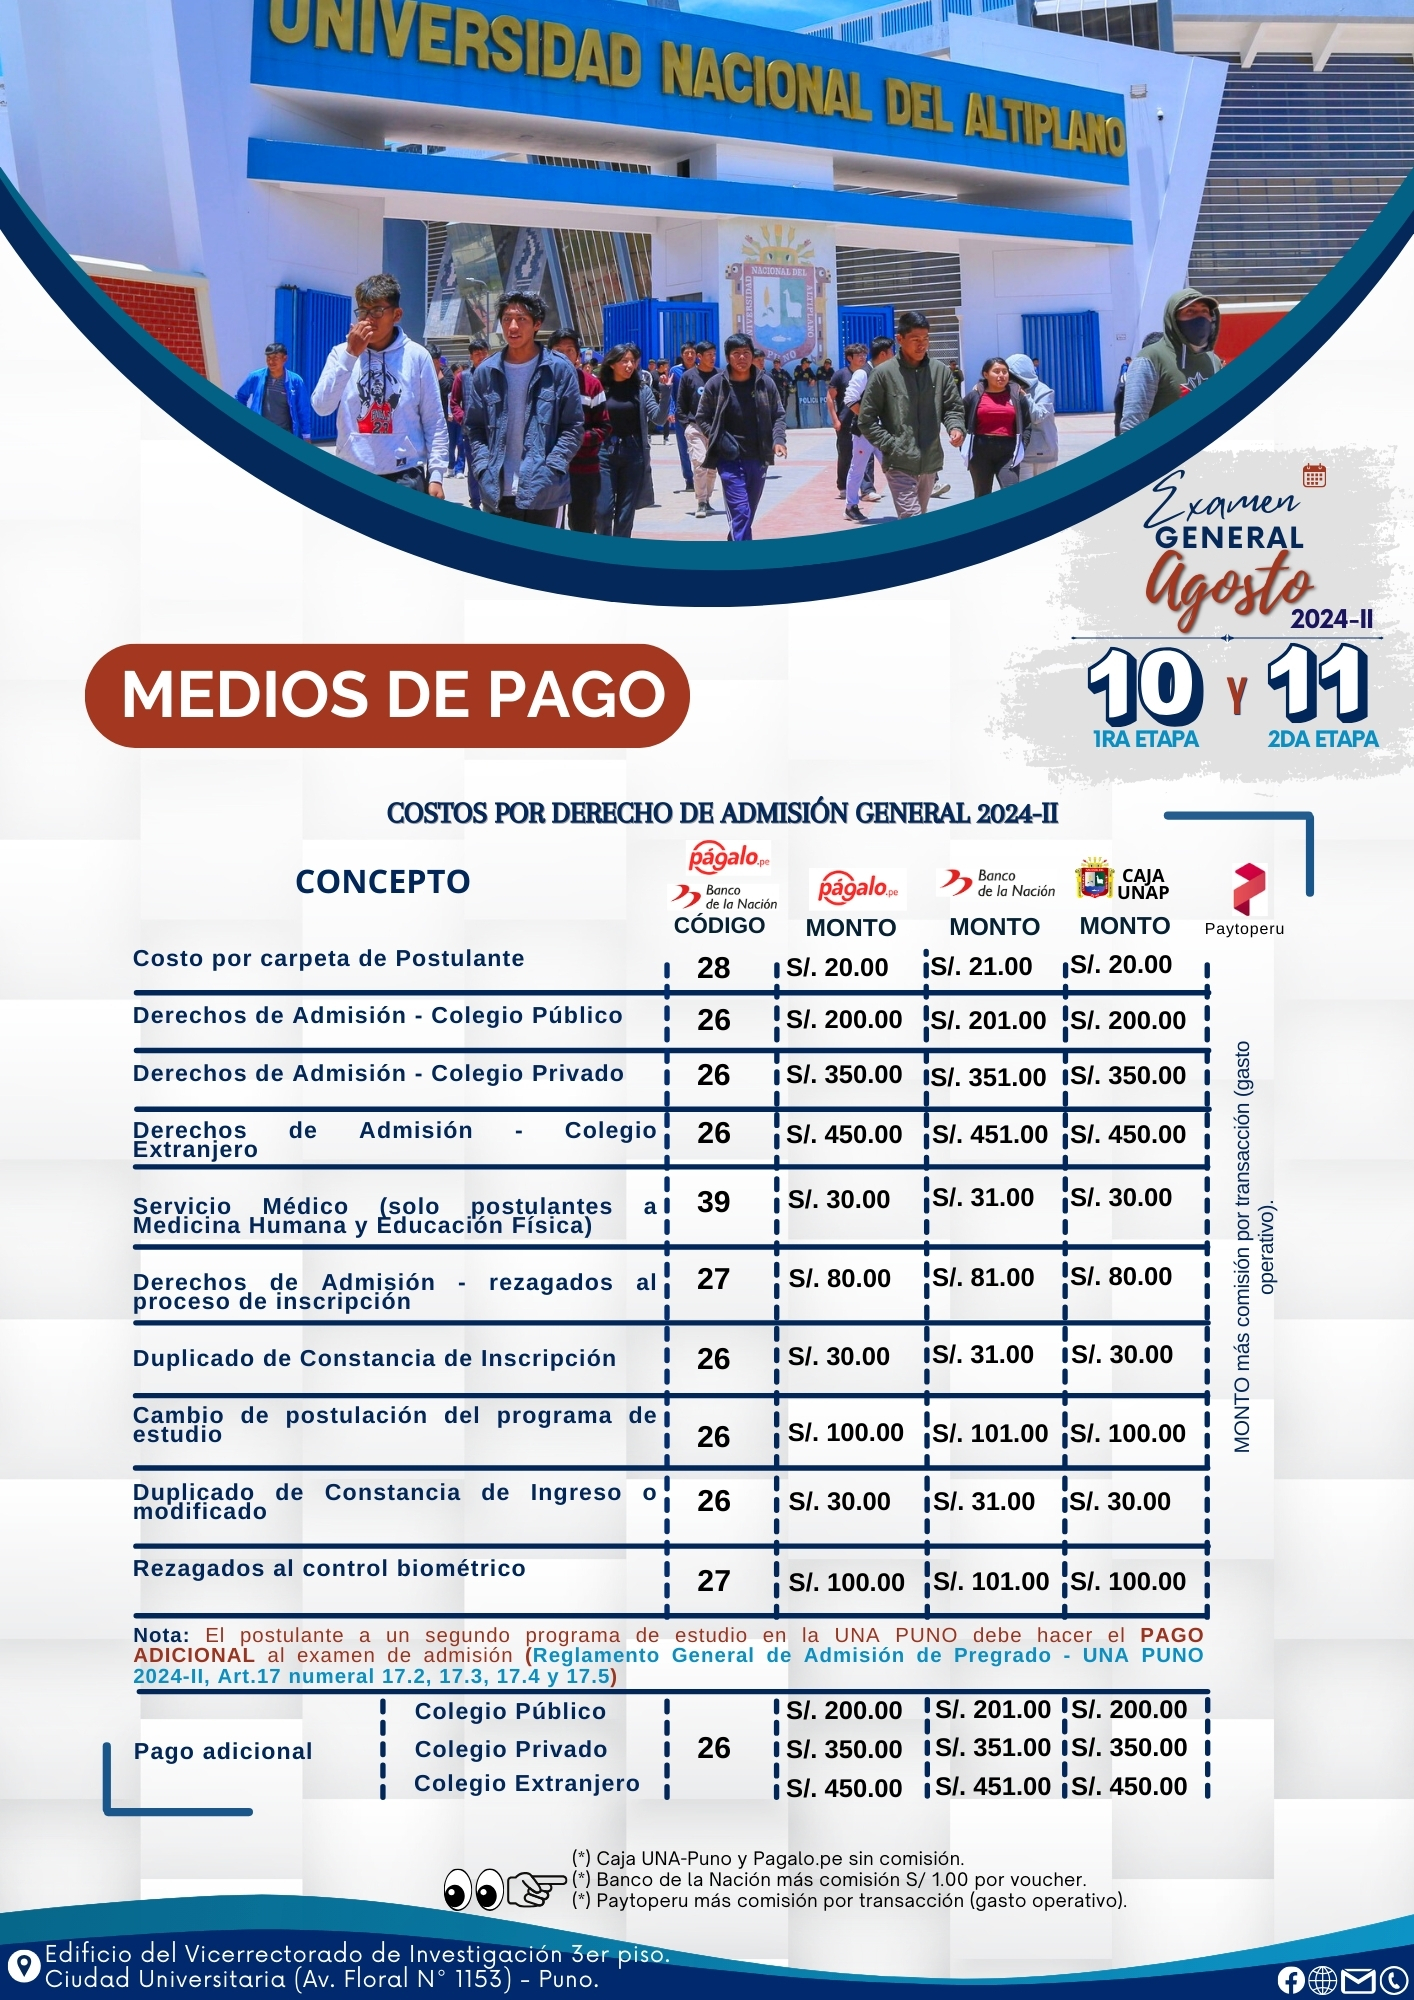 UNIVERSIDAD NACIONAL DEL ALTIPLANO
NACIONAL DEL
UNIVERSIDAD
ALTIPLANO
PUNO
Examen
GENERAL
Agosto
2024-II
10 Y 11
1RA ETAPA 2DA ETAPA
MEDIOS DE PAGO
COSTOS POR DERECHO DE ADMISIÓN GENERAL 2024-II
CONCEPTO
págalo.pe
Banco
de la Nación
CÓDIGO
págalo.pe
MONTO
Banco
de la Nación
MONTO
CAJA
UNAP
MONTO
Paytoperu
Costo por carpeta de Postulante 28 S/. 20.00 S/. 21.00 S/. 20.00
Derechos de Admisión - Colegio Público 26 S/. 200.00 S/. 201.00 S/. 200.00
Derechos de Admisión - Colegio Privado 26 S/. 350.00 S/. 351.00 S/. 350.00
Derechos de Admisión - Colegio
Extranjero
26 S/. 450.00 S/. 451.00 S/. 450.00
Servicio Médico (solo postulantes a
Medicina Humana y Educación Física)
39 S/. 30.00 S/. 31.00 S/. 30.00
Derechos de Admisión - rezagados al
proceso de inscripción
27 S/. 80.00 S/. 81.00 S/. 80.00
Duplicado de Constancia de Inscripción 26 S/. 30.00 S/. 31.00 S/. 30.00
Cambio de postulación del programa de
estudio
26 S/. 100.00 S/. 101.00 S/. 100.00
Duplicado de Constancia de Ingreso o
modificado
26 S/. 30.00 S/. 31.00 S/. 30.00
Rezagados al control biométrico 27 S/. 100.00 S/. 101.00 S/. 100.00
MONTO más comisión por transacción (gasto
operativo).
Nota: El postulante a un segundo programa de estudio en la UNA PUNO debe hacer el PAGO
ADICIONAL al examen de admisión (Reglamento General de Admisión de Pregrado - UNA PUNO
2024-II, Art.17 numeral 17.2, 17.3, 17.4 y 17.5)
Pago adicional
Colegio Público S/. 200.00 S/. 201.00 S/. 200.00
Colegio Privado 26 S/. 350.00 S/. 351.00 S/. 350.00
Colegio Extranjero S/. 450.00 S/. 451.00 S/. 450.00
(*) Caja UNA-Puno y Pagalo.pe sin comisión.
(*) Banco de la Nación más comisión S/ 1.00 por voucher.
(*) Paytoperu más comisión por transacción (gasto operativo).
Edificio del Vicerrectorado de Investigación 3er piso.
Ciudad Universitaria (Av. Floral N° 1153) - Puno.